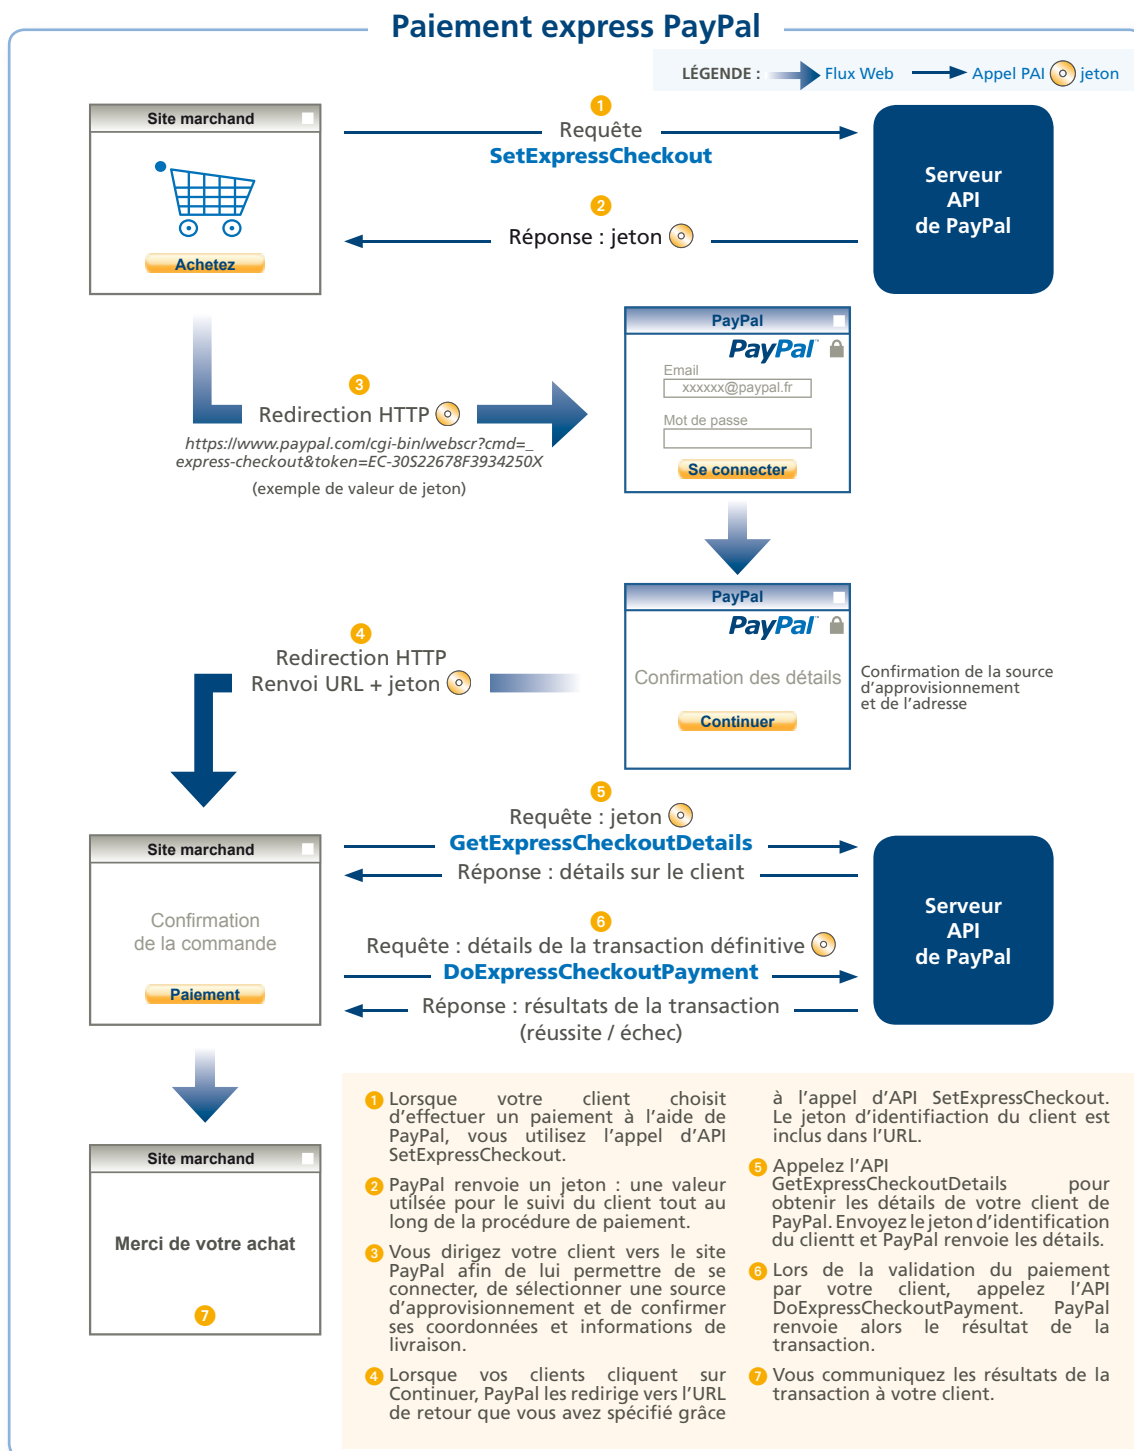 Paiement express PayPal
LÉGENDE : Flux Web Appel PAI jeton
Site marchand
Achetez
1
Requête
SetExpressCheckout
2
Réponse : jeton
Serveur
API
de PayPal
3
Redirection HTTP
https://www.paypal.com/cgi-bin/webscr?cmd=_
express-checkout&token=EC-30S22678F3934250X
(exemple de valeur de jeton)
PayPal
PayPal
Email
xxxxxx@paypal.fr
Mot de passe
Se connecter
PayPal
PayPal
Confirmation des détails
Continuer
Confirmation de la source
d'approvisionnement
et de l'adresse
4
Redirection HTTP
Renvoi URL + jeton
Site marchand
Confirmation
de la commande
Paiement
5
Requête : jeton
GetExpressCheckoutDetails
Réponse : détails sur le client
6
Requête : détails de la transaction définitive
DoExpressCheckoutPayment
Réponse : résultats de la transaction
(réussite / échec)
Serveur
API
de PayPal
Site marchand
Merci de votre achat
7
1 Lorsque votre client choisit
d'effectuer un paiement à l'aide de
PayPal, vous utilisez l'appel d'API
SetExpressCheckout.
2 PayPal renvoie un jeton : une valeur
utilsée pour le suivi du client tout au
long de la procédure de paiement.
3 Vous dirigez votre client vers le site
PayPal afin de lui permettre de se
connecter, de sélectionner une source
d'approvisionnement et de confirmer
ses coordonnées et informations de
livraison.
4 Lorsque vos clients cliquent sur
Continuer, PayPal les redirige vers l'URL
de retour que vous avez spécifié grâce
à l'appel d'API SetExpressCheckout.
Le jeton d'identifiaction du client est
inclus dans l'URL.
5 Appelez l'API
GetExpressCheckoutDetails pour
obtenir les détails de votre client de
PayPal. Envoyez le jeton d'identification
du clientt et PayPal renvoie les détails.
6 Lors de la validation du paiement
par votre client, appelez l'API
DoExpressCheckoutPayment. PayPal
renvoie alors le résultat de la
transaction.
7 Vous communiquez les résultats de la
transaction à votre client.